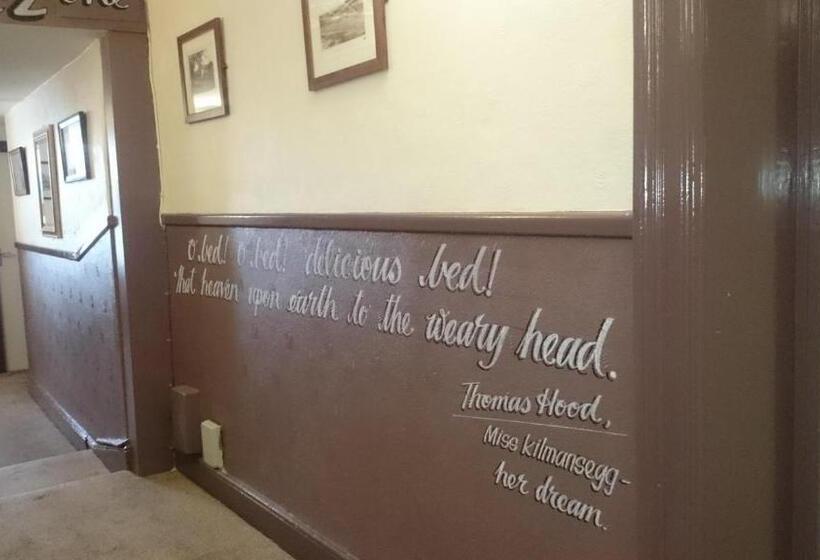 o.bed! o.bed! delicious .bed!
that heaven upon earth to the weary head.
Thomas Hood,
Miss Kilmansegg-
her dream.